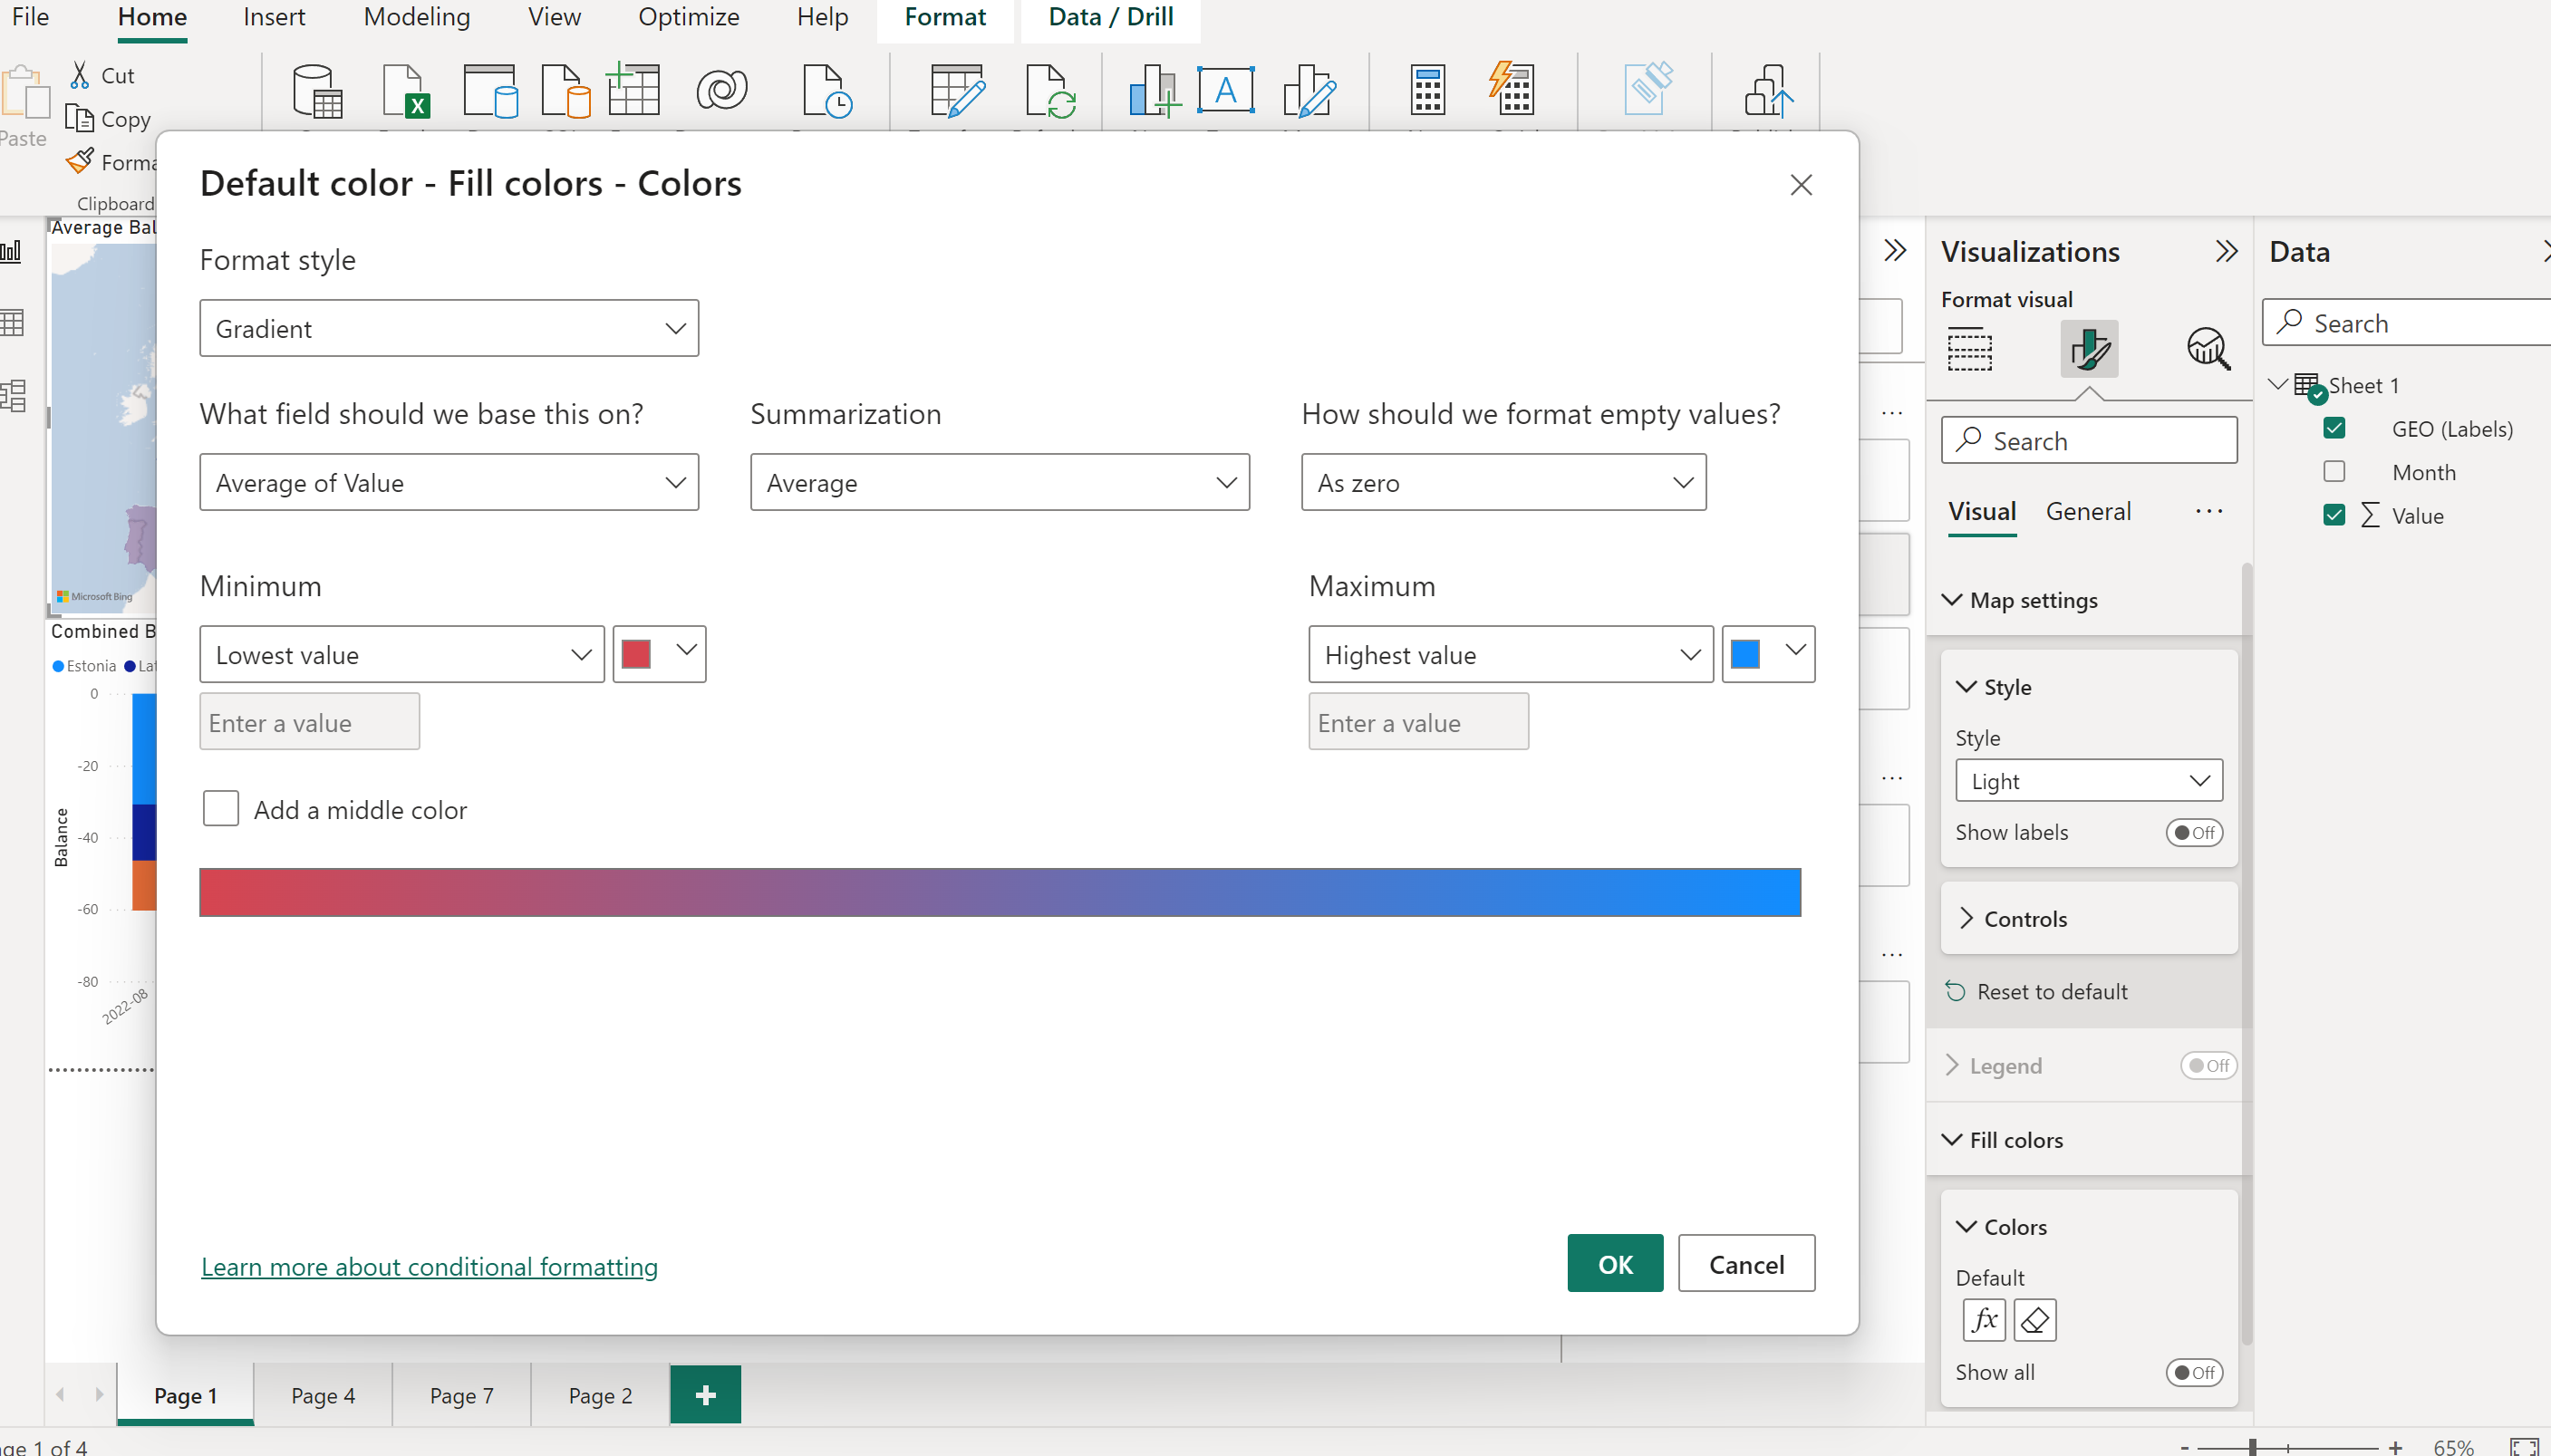 File Home Insert Modeling View Optimize Help Format Data / Drill
Paste
Cut
Copy
Clipboard
Default color - Fill colors - Colors
Format style
Gradient
What field should we base this on? Summarization How should we format empty values?
Average of Value Average As zero
Minimum Maximum
Lowest value Highest value
Enter a value Enter a value
Add a middle color
Learn more about conditional formatting
OK Cancel
Average
Microsoft Bing
Combined
Estonia
0
-20
-40
-60
-80
Balance
2022-08
Visualizations
Format visual
Search
Visual General
Map settings
Style
Style
Light
Show labels Off
Controls
Reset to default
Legend Off
Fill colors
Colors
Default
fx
Show all Off
Data
Search
Sheet 1
GEO (Labels)
Month
Σ Value
Page 1 Page 4 Page 7 Page 2 +
1 of 4
- + 65%